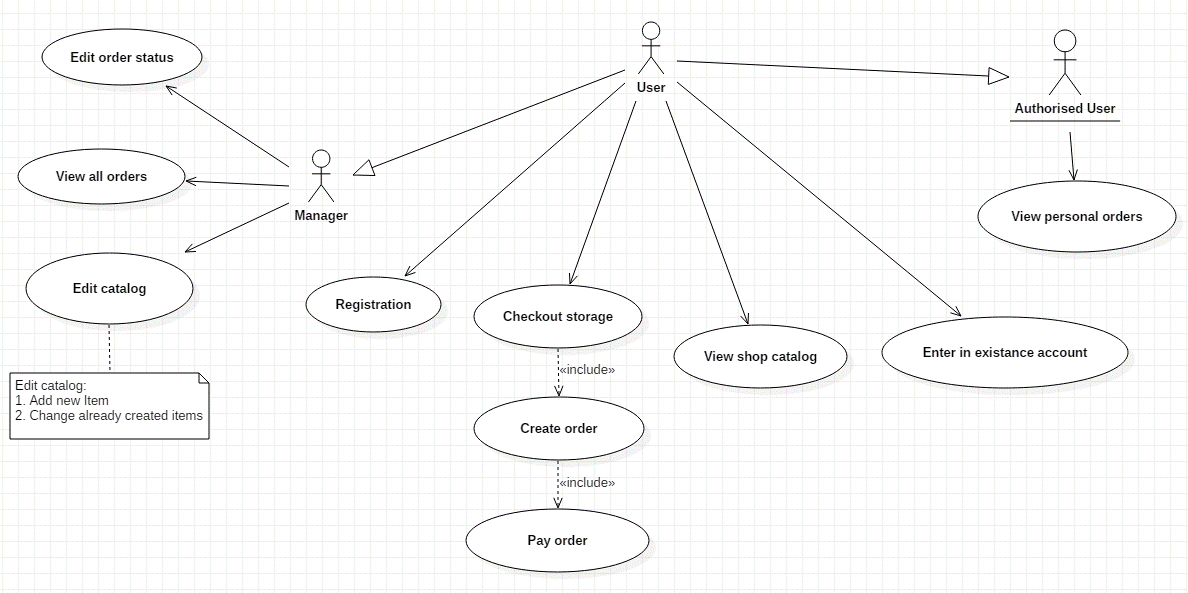 Edit order status
User
Authorised User
View all orders
Manager
View personal orders
Edit catalog
Registration
Checkout storage
View shop catalog
Enter in existance account
«include»
Edit catalog:
1. Add new Item
2. Change already created items
Create order
«include»
Pay order